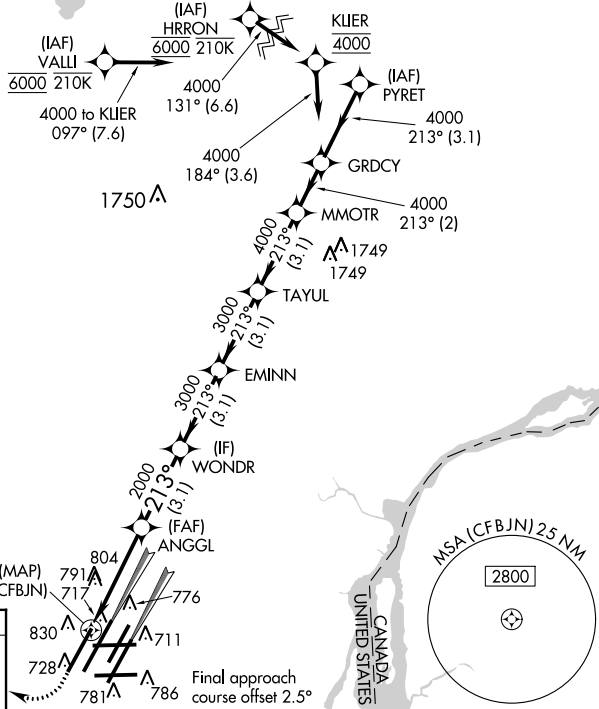 (IAF)
HRRON
6000 210K
KLIER
4000
(IAF)
VALLI
6000 210K
(IAF)
PYRET
4000
131° (6.6)
4000 to KLIER
097° (7.6)
4000
213° (3.1)
4000
184° (3.6)
GRDCY
1750
4000
213° (2)
MMOTR
4000
213°
(3.1)
1749
1749
TAYUL
3000
213°
(3.1)
EMINN
3000
213°
(3.1)
(IF)
WONDR
2000
213°
(3.1)
(FAF)
ANGGL
MSA (CFBJN) 25 NM
2800
804
(MAP)
CFBJN)
791
717
776
830
711
728
781
786
CANADA
UNITED STATES
Final approach
course offset 2.5°